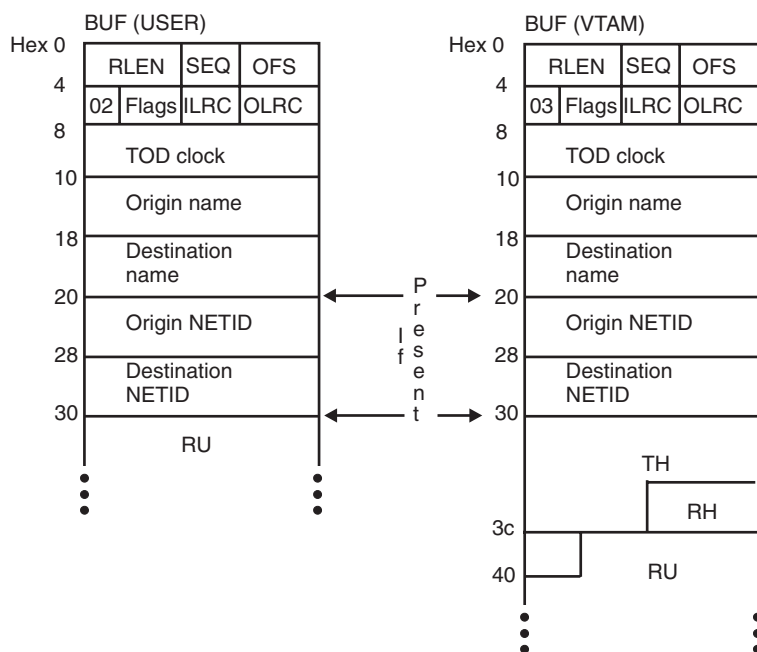 BUF (USER)
Hex 0
RLEN SEQ OFS
4
02 Flags ILRC OLRC
8
TOD clock
10
Origin name
18
Destination
name
20
Origin NETID
28
Destination
NETID
30
RU
If
Present
BUF (VTAM)
Hex 0
RLEN SEQ OFS
4
03 Flags ILRC OLRC
8
TOD clock
10
Origin name
18
Destination
name
20
Origin NETID
28
Destination
NETID
30
TH
RH
3c
40
RU